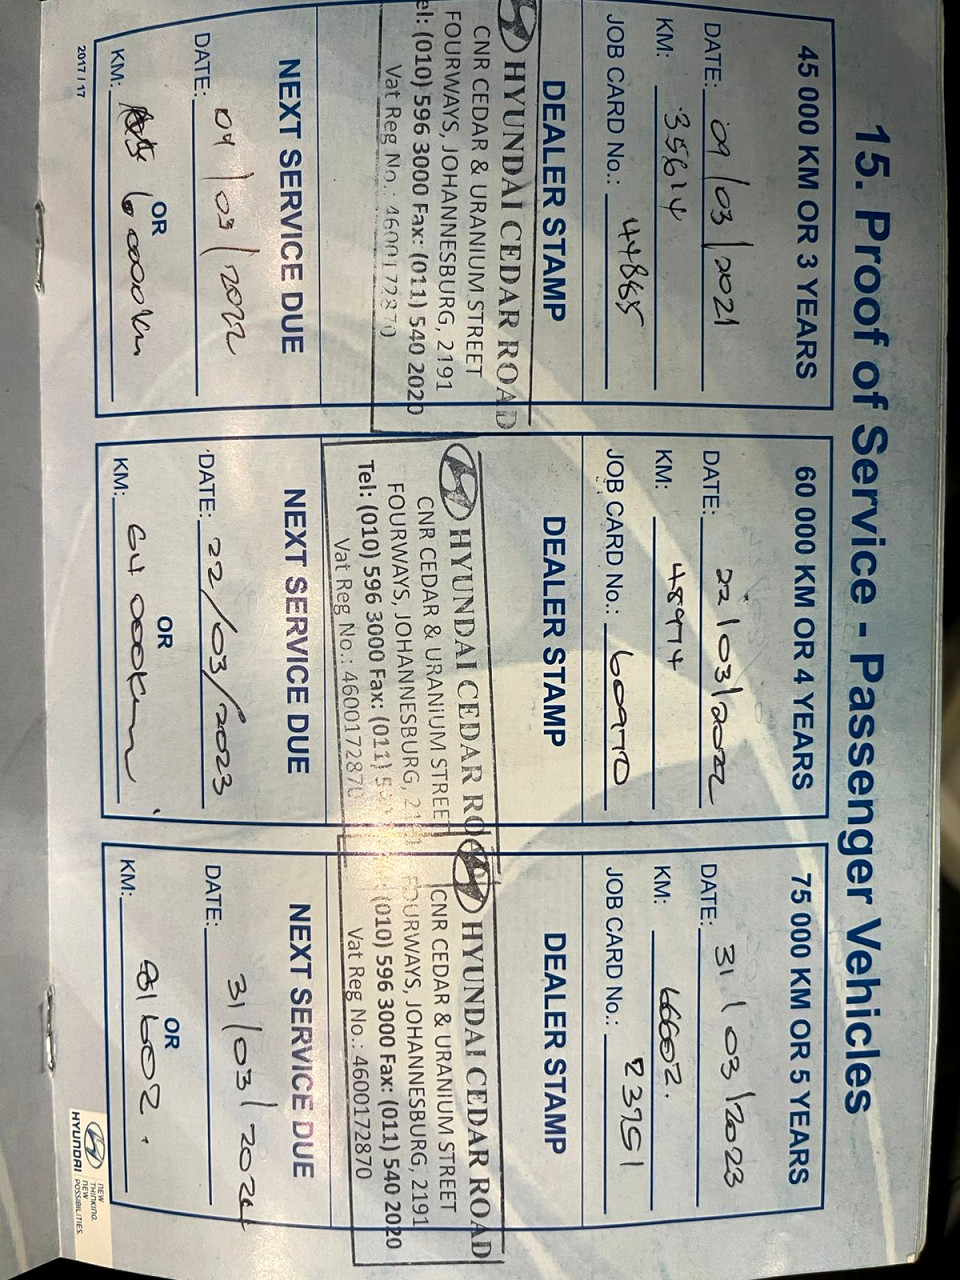 15. Proof of Service - Passenger Vehicles
45 000 KM OR 3 YEARS
DATE: 09/03/2021
KM: 35614
JOB CARD No.: 44885
DEALER STAMP
HYUNDAI CEDAR ROAD
CNR CEDAR & URANIUM STREET
FOURWAYS, JOHANNESBURG, 2191
el: (010) 596 3000 Fax: (011) 540 2020
Vat Reg No.: 4600172870
NEXT SERVICE DUE
DATE: 09/03/2022
OR
KM: 60000km
2017 / 17
60 000 KM OR 4 YEARS
DATE: 22/03/2022
KM: 48974
JOB CARD No.: 60970
DEALER STAMP
HYUNDAI CEDAR RO
CNR CEDAR & URANIUM STREE
FOURWAYS, JOHANNESBURG, 21
Tel: (010) 596 3000 Fax: (011) 5
Vat Reg No.: 4600172870
NEXT SERVICE DUE
DATE: 22/03/2023
OR
KM: 64 000km
75 000 KM OR 5 YEARS
DATE: 31/03/2023
KM: 66602.
JOB CARD No.:
DEALER STAMP
HYUNDAI CEDAR ROAD
CNR CEDAR & URANIUM STREET
FOURWAYS, JOHANNESBURG, 2191
(010) 596 3000 Fax: (011) 540 2020
Vat Reg No.: 4600172870
NEXT SERVICE DUE
DATE: 31/03/2024
OR
KM: 81602.
HYUNDAI
NEW
THINKING.
NEW
POSSIBILITIES.